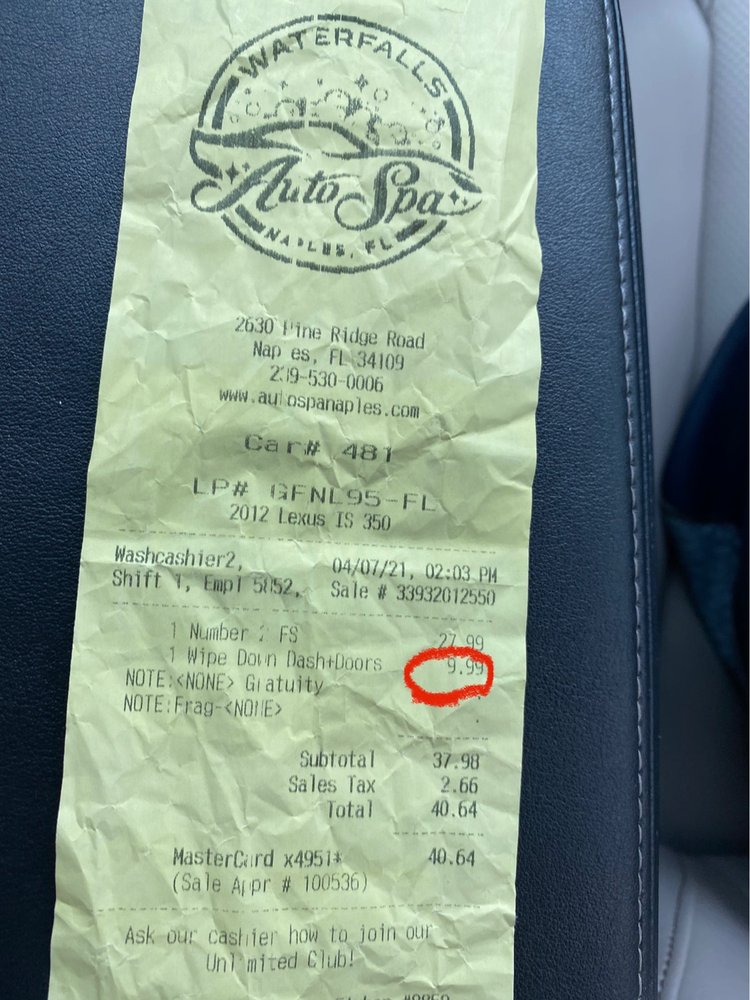 WATERFALLS
Auto Spa
NAPLES, FL
2630 Pine Ridge Road
Nap es, FL 34109
239-530-0006
www.autospanaples.com
Car# 481
LP# GFNL95-FL
2012 Lexus IS 350
Washcashier2, 04/07/21, 02:03 PM
Shift 1, Empl 5852, Sale # 33932012550
1 Number 2 FS 27.99
1 Wipe Down Dash+Doors 9.99
NOTE:<NONE> Gratuity
NOTE:Frag-<NONE>
Subtotal 37.98
Sales Tax 2.66
Total 40.64
MasterCard x4951* 40.64
(Sale Appr # 100536)
Ask our cashier how to join our
Unlimited Club!